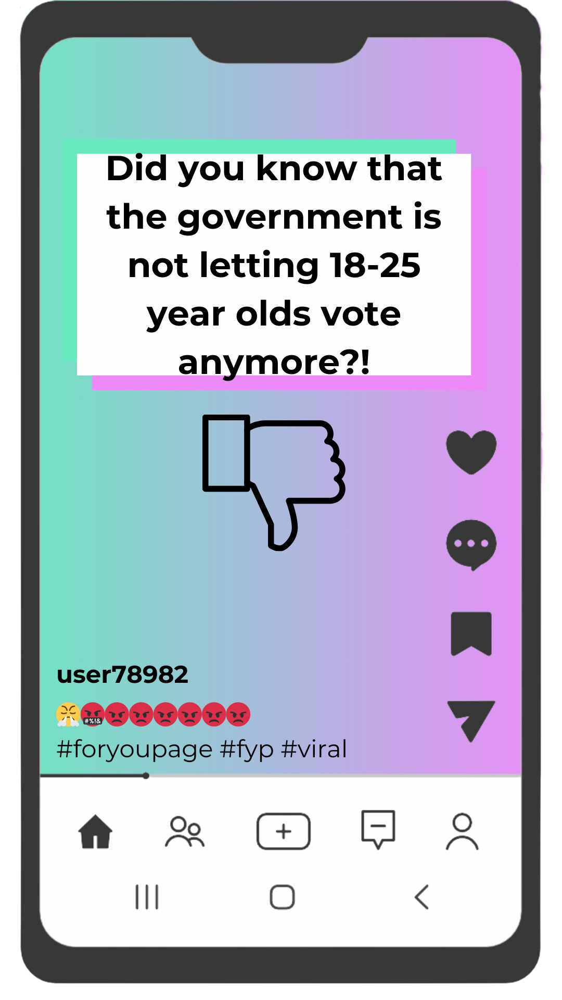 Did you know that
the government is
not letting 18-25
year olds vote
anymore?!
user78982
😤🤬😡😡😡😡😡😡
#foryoupage #fyp #viral